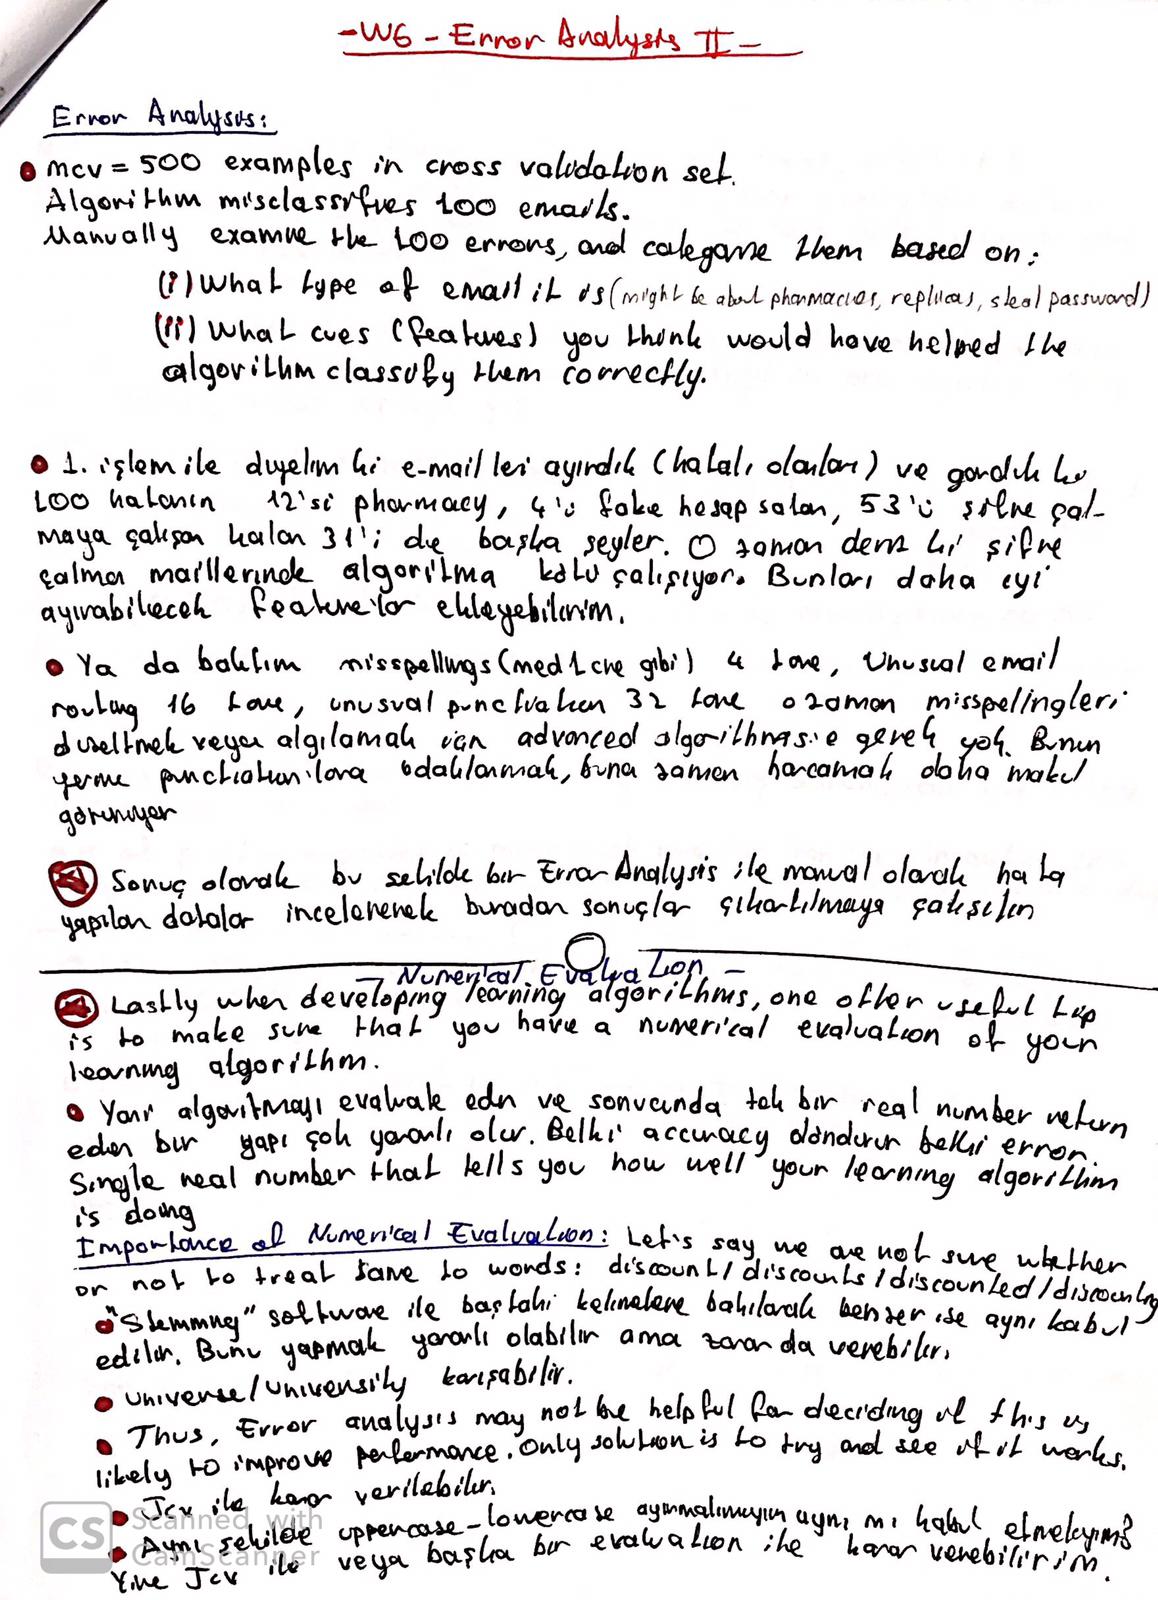 -W6 - Error Analysis II -
Error Analysis:
mcv = 500 examples in cross validation set.
Algorithm misclassifies 100 emails.
Manually examine the 100 errors, and categorize them based on:
(i) What type of email it is (might be about pharmacies, replicas, steal password)
(ii) What cues (features) you think would have helped the
algorithm classify them correctly.
1. işlem ile diyelim ki e-mail leri ayırdık (hatalı olanları) ve gördük ki
100 hatanın 12'si pharmacy, 4'ü fake hesap satan, 53'ü şifre çal-
maya çalışan kalan 31'i de başka şeyler. O zaman deriz ki şifre
çalma maillerinde algoritma kötü çalışıyor. Bunları daha iyi
ayırabilecek feature'lar ekleyebilirim.
Ya da baktım misspellings (med1cine gibi) 4 tane, Unusual email
routing 16 tane, unusual punctuation 32 tane o zaman misspellingleri
düzeltmek veya algılamak için advanced algorithms'e gerek yok. Bunun
yerine punctiation'lara odaklanmak, buna zaman harcamak daha makul
görünüyor
Sonuç olarak bu şekilde bir Error Analysis ile manual olarak hata
yapılan datalar incelenerek buradan sonuçlar çıkartılmaya çalışılsın
- Numerical Evaluation -
Lastly when developing learning algorithms, one other useful tip
is to make sure that you have a numerical evaluation of your
learning algorithm.
Yani algoritmayı evaluate edin ve sonucunda tek bir real number return
eden bir yapı çok yararlı olur. Belki accuracy döndürür belki error.
Single real number that tells you how well your learning algorithm
is doing
Importance of Numerical Evaluation: Let's say we are not sure whether
or not to treat same to words: discount / discounts / discounted / discounting
"Stemming" software ile baştaki kelimelere bakılarak benzer ise aynı kabul
edilir. Bunu yapmak yararlı olabilir ama zarar da verebilir.
universe/university karışabilir.
Thus, Error analysis may not be helpful for deciding if this is
likely to improve performance. Only solution is to try and see if it works.
Jcv ile karar verilebilir.
Aynı şekilde uppercase-lowercase ayırmalımıyım aynı mı kabul etmeliyim?
Yine Jcv ile veya başka bir evaluation ile karar verebilirim.
CS Scanned with
CamScanner